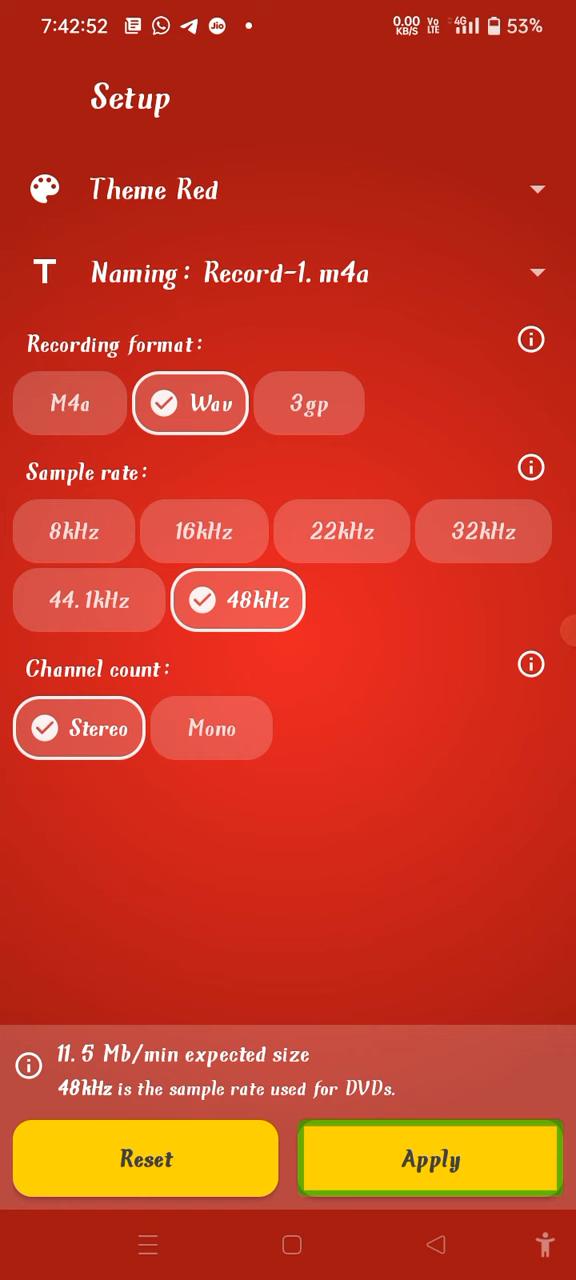 7:42:52 Jio 0.00 KB/S Vo LTE 4G 53%
Setup
Theme Red
Naming: Record-1.m4a
Recording format:
M4a Wav 3gp
Sample rate:
8kHz 16kHz 22kHz 32kHz
44.1kHz 48kHz
Channel count:
Stereo Mono
11.5 Mb/min expected size
48kHz is the sample rate used for DVDs.
Reset Apply